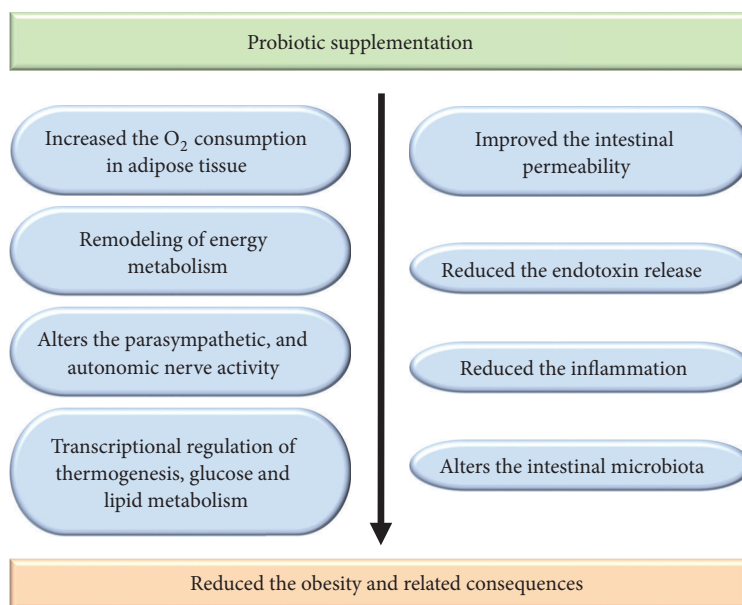 Probiotic supplementation
Increased the O₂ consumption
in adipose tissue
Remodeling of energy
metabolism
Alters the parasympathetic, and
autonomic nerve activity
Transcriptional regulation of
thermogenesis, glucose and
lipid metabolism
Improved the intestinal
permeability
Reduced the endotoxin release
Reduced the inflammation
Alters the intestinal microbiota
Reduced the obesity and related consequences